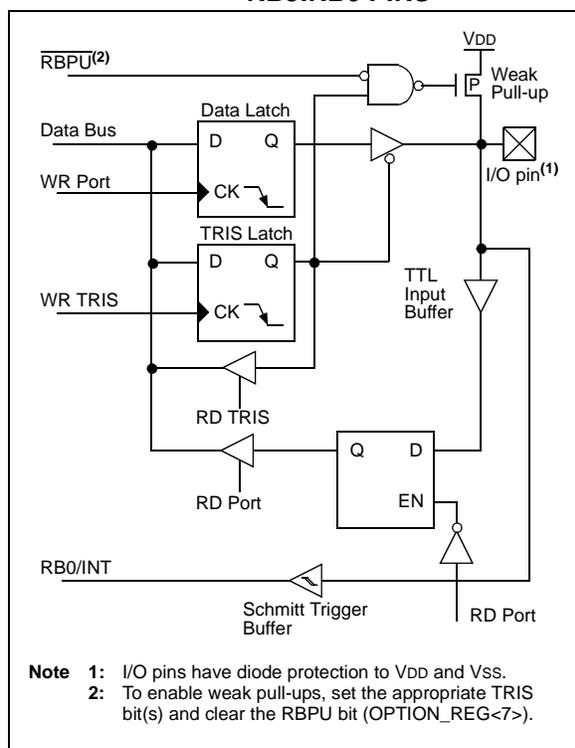 RB3:RB0 PINS
RBPU(2)
VDD
P
Weak
Pull-up
Data Latch
Data Bus
D Q
I/O pin(1)
WR Port
CK
TRIS Latch
D Q
TTL
Input
Buffer
WR TRIS
CK
RD TRIS
Q D
RD Port
EN
RB0/INT
Schmitt Trigger
Buffer
RD Port
Note 1: I/O pins have diode protection to VDD and VSS.
2: To enable weak pull-ups, set the appropriate TRIS
bit(s) and clear the RBPU bit (OPTION_REG<7>).